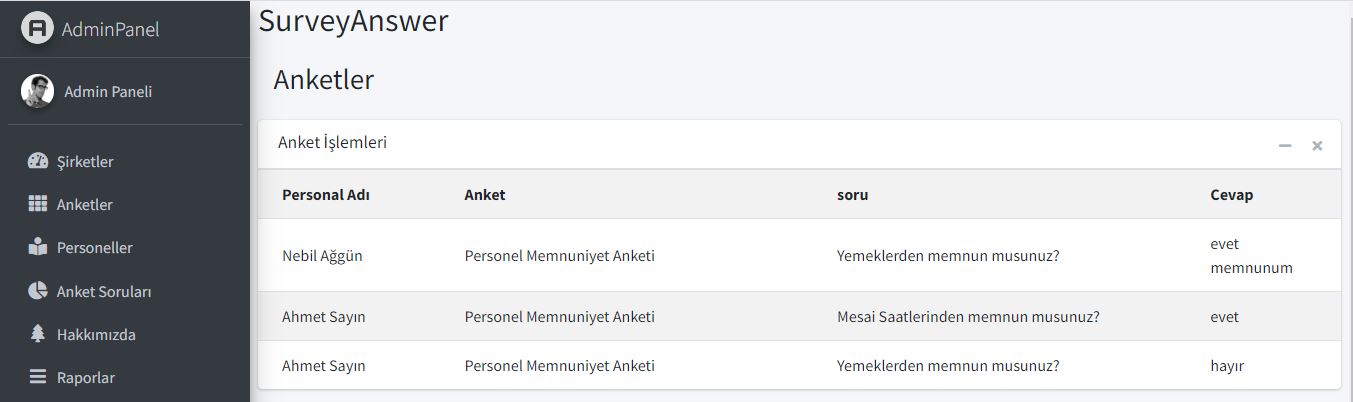 AdminPanel
Admin Paneli
Şirketler
Anketler
Personeller
Anket Soruları
Hakkımızda
Raporlar
SurveyAnswer
Anketler
Anket İşlemleri
Personal Adı Anket soru Cevap
Nebil Ağgün Personel Memnuniyet Anketi Yemeklerden memnun musunuz? evet
memnunum
Ahmet Sayın Personel Memnuniyet Anketi Mesai Saatlerinden memnun musunuz? evet
Ahmet Sayın Personel Memnuniyet Anketi Yemeklerden memnun musunuz? hayır